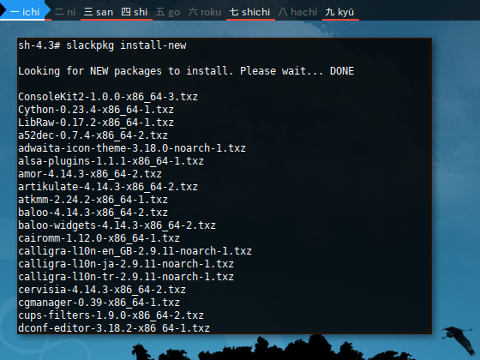 一 ichi 二 ni 三 san 四 shi 五 go 六 roku 七 shichi 八 hachi 九 kyū
sh-4.3# slackpkg install-new
Looking for NEW packages to install. Please wait... DONE
ConsoleKit2-1.0.0-x86_64-3.txz
Cython-0.23.4-x86_64-1.txz
LibRaw-0.17.2-x86_64-1.txz
a52dec-0.7.4-x86_64-2.txz
adwaita-icon-theme-3.18.0-noarch-1.txz
alsa-plugins-1.1.1-x86_64-1.txz
amor-4.14.3-x86_64-2.txz
artikulate-4.14.3-x86_64-2.txz
atkmm-2.24.2-x86_64-1.txz
baloo-4.14.3-x86_64-2.txz
baloo-widgets-4.14.3-x86_64-2.txz
cairomm-1.12.0-x86_64-1.txz
calligra-l10n-en_GB-2.9.11-noarch-1.txz
calligra-l10n-ja-2.9.11-noarch-1.txz
calligra-l10n-tr-2.9.11-noarch-1.txz
cervisia-4.14.3-x86_64-2.txz
cgmanager-0.39-x86_64-1.txz
cups-filters-1.9.0-x86_64-2.txz
dconf-editor-3.18.2-x86_64-1.txz